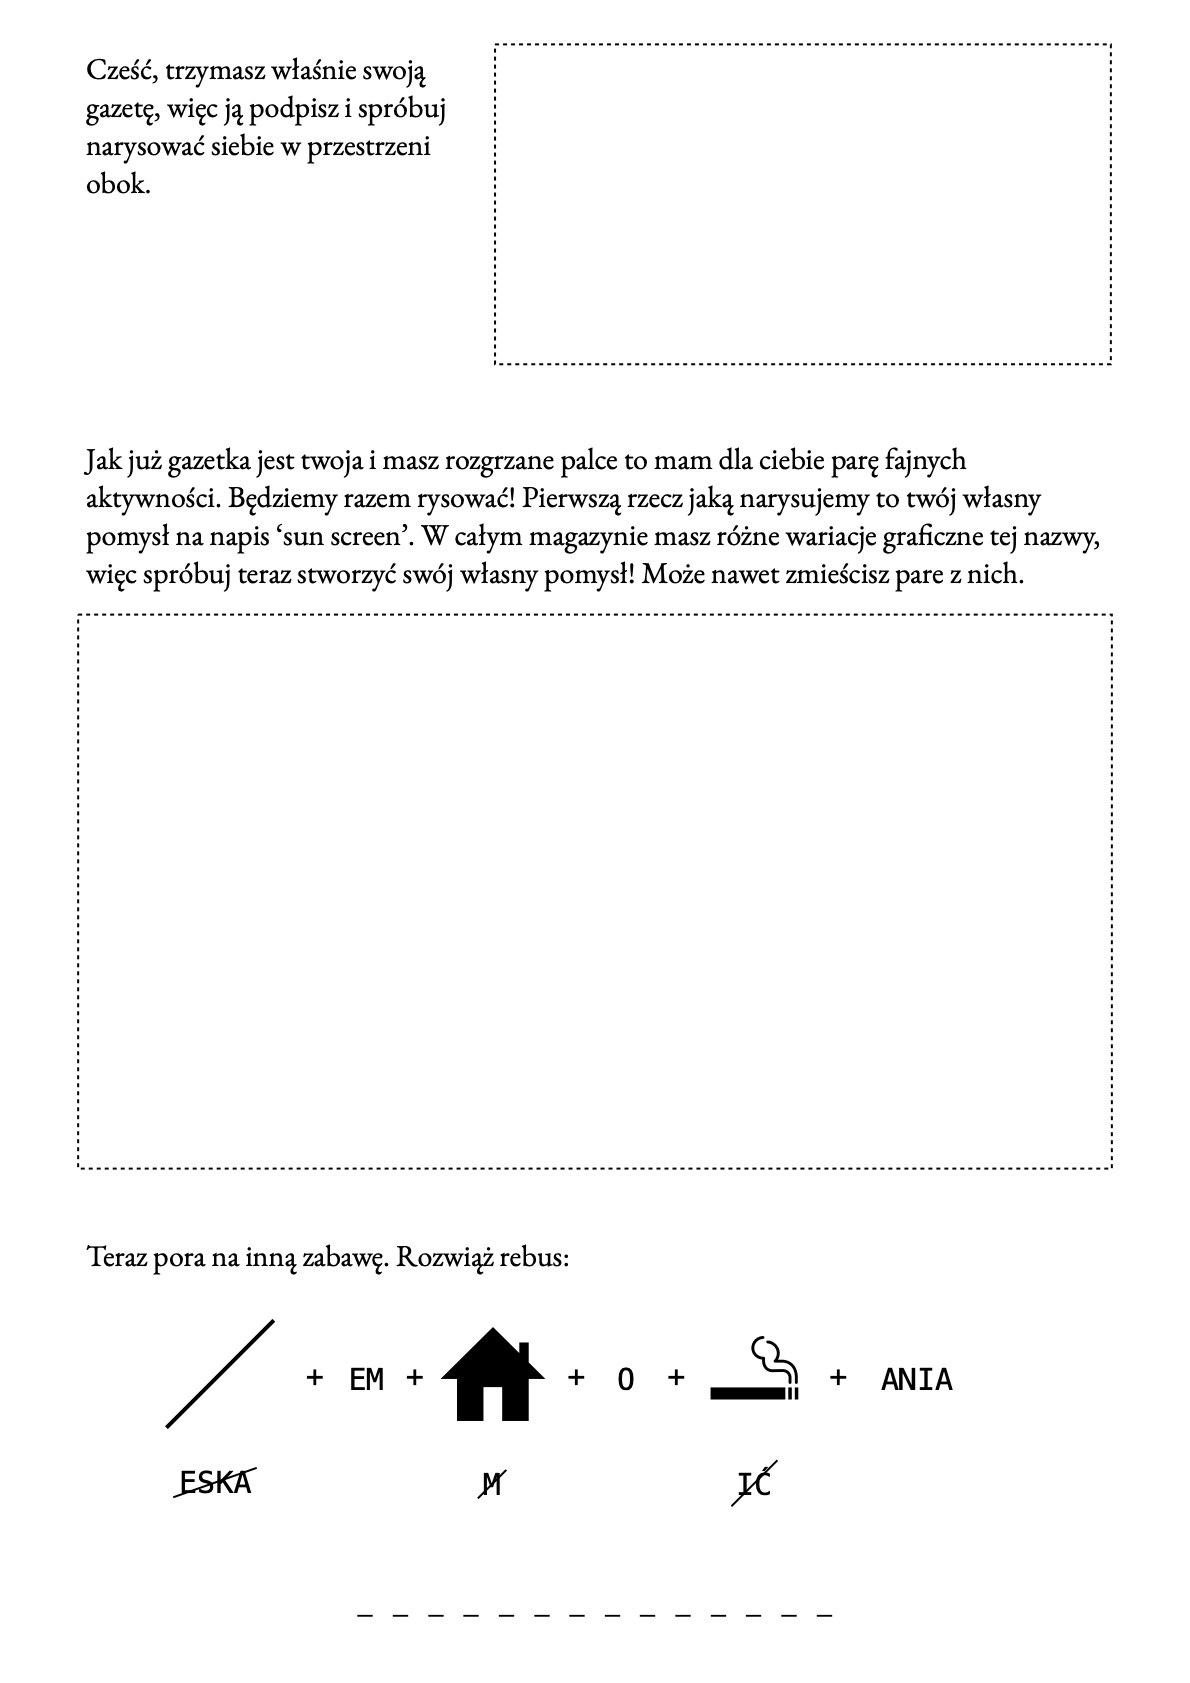 Cześć, trzymasz właśnie swoją
gazetę, więc ją podpisz i spróbuj
narysować siebie w przestrzeni
obok.
Jak już gazetka jest twoja i masz rozgrzane palce to mam dla ciebie parę fajnych
aktywności. Będziemy razem rysować! Pierwszą rzecz jaką narysujemy to twój własny
pomysł na napis ‘sun screen’. W całym magazynie masz różne wariacje graficzne tej nazwy,
więc spróbuj teraz stworzyć swój własny pomysł! Może nawet zmieścisz pare z nich.
Teraz pora na inną zabawę. Rozwiąż rebus:
+ EM + + O + + ANIA
ESKA M IĆ